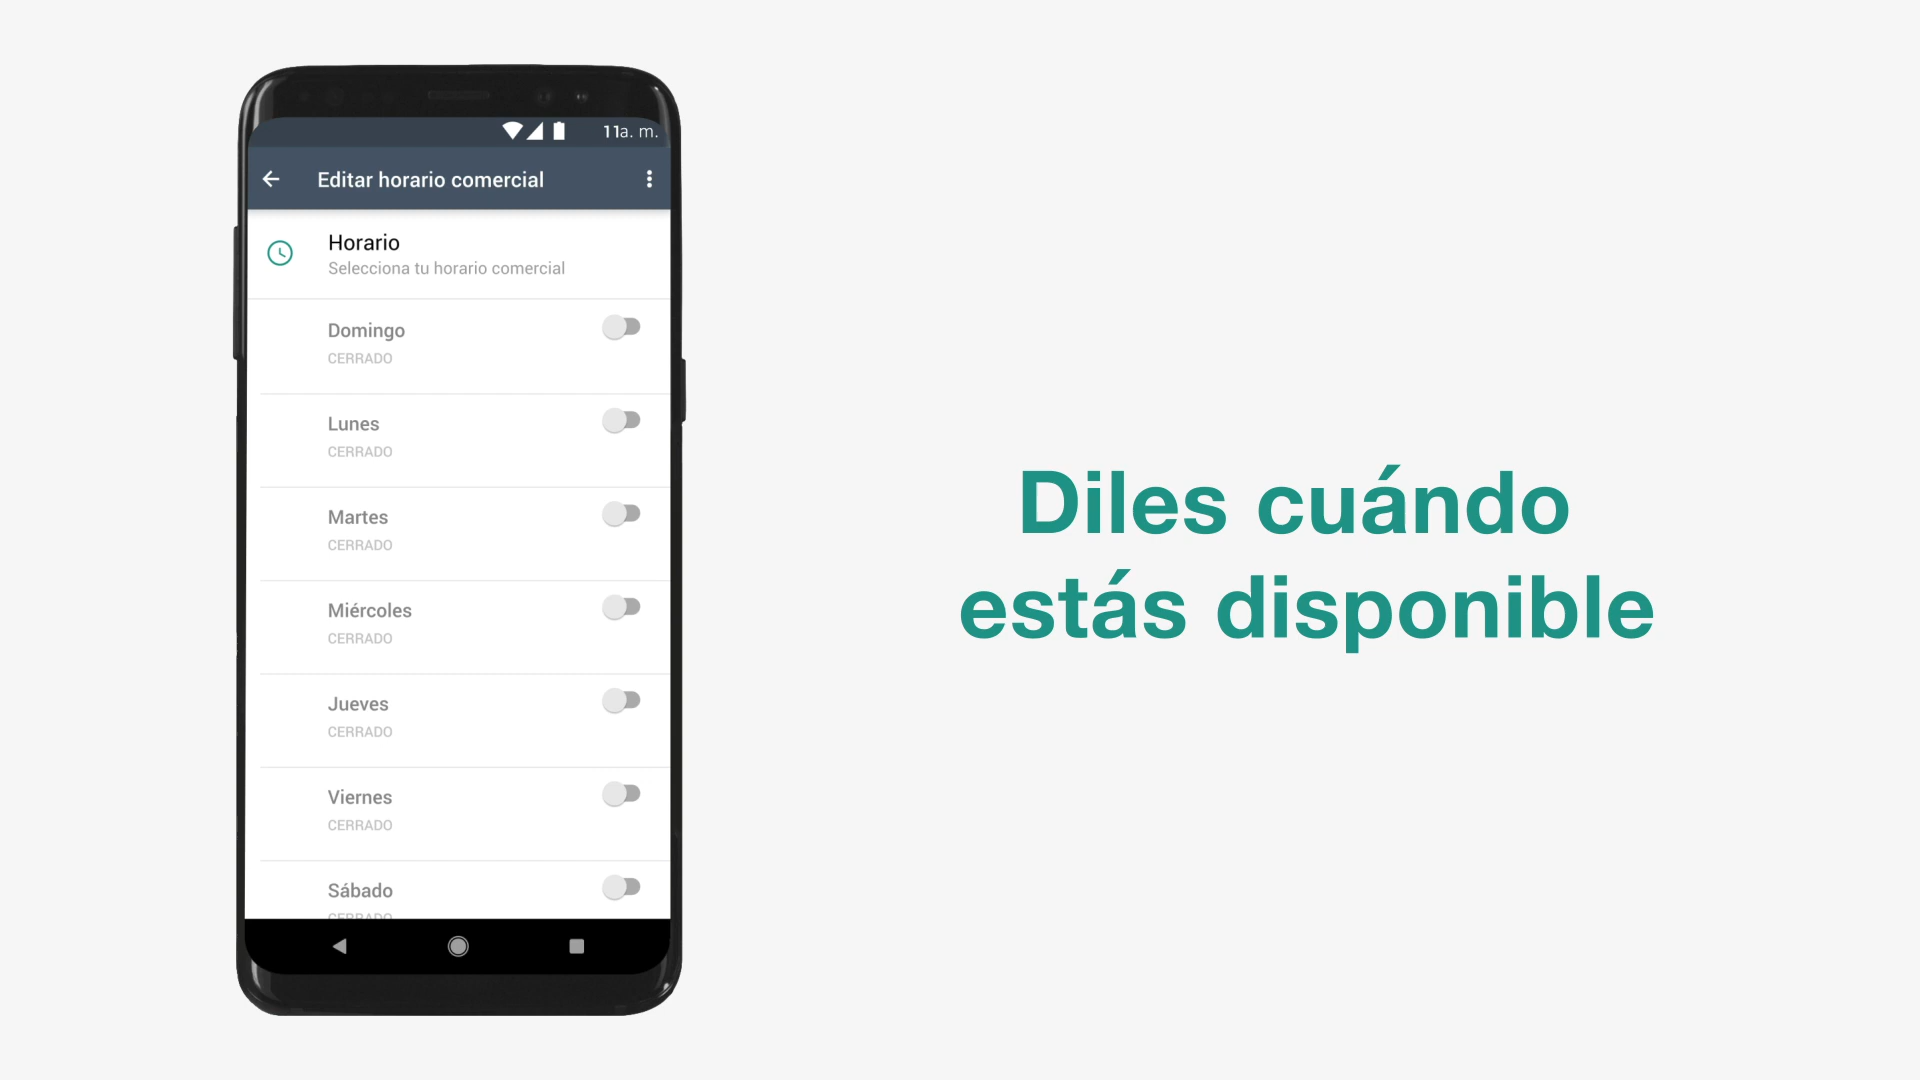 11a. m.
Editar horario comercial
Horario
Selecciona tu horario comercial
Domingo
CERRADO
Lunes
CERRADO
Martes
CERRADO
Miércoles
CERRADO
Jueves
CERRADO
Viernes
CERRADO
Sábado
CERRADO
Diles cuándo
estás disponible